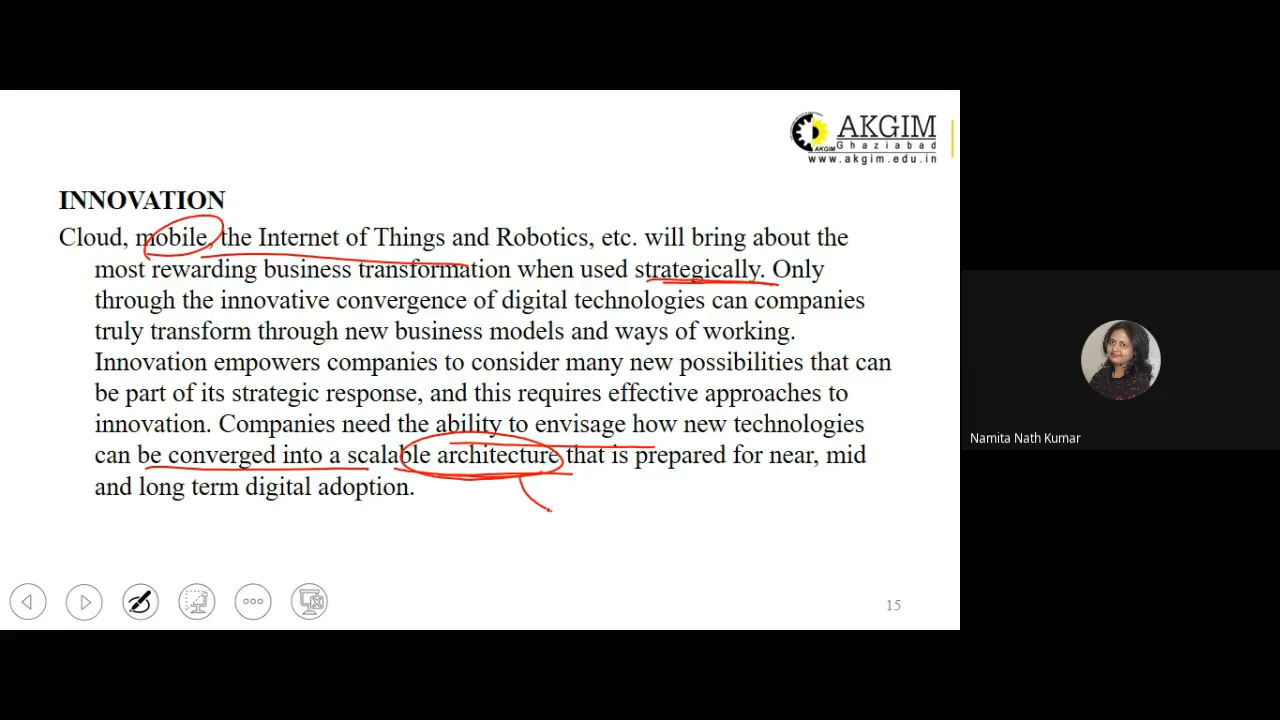 AKGIM
Ghaziabad
AKGIM
www.akgim.edu.in
INNOVATION
Cloud, mobile, the Internet of Things and Robotics, etc. will bring about the
most rewarding business transformation when used strategically. Only
through the innovative convergence of digital technologies can companies
truly transform through new business models and ways of working.
Innovation empowers companies to consider many new possibilities that can
be part of its strategic response, and this requires effective approaches to
innovation. Companies need the ability to envisage how new technologies
can be converged into a scalable architecture that is prepared for near, mid
and long term digital adoption.
Namita Nath Kumar
15